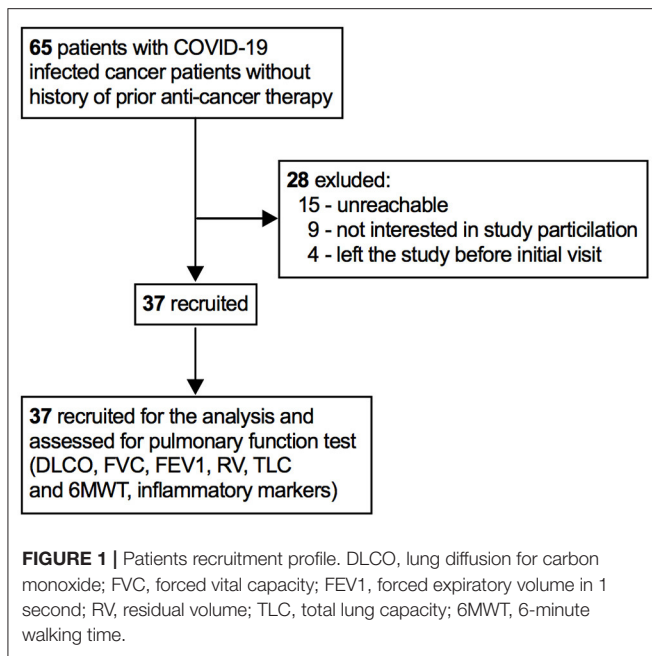 65 patients with COVID-19
infected cancer patients without
history of prior anti-cancer therapy
28 exluded:
15 - unreachable
9 - not interested in study particilation
4 - left the study before initial visit
37 recruited
37 recruited for the analysis and
assessed for pulmonary function test
(DLCO, FVC, FEV1, RV, TLC
and 6MWT, inflammatory markers)
FIGURE 1 | Patients recruitment profile. DLCO, lung diffusion for carbon
monoxide; FVC, forced vital capacity; FEV1, forced expiratory volume in 1
second; RV, residual volume; TLC, total lung capacity; 6MWT, 6-minute
walking time.